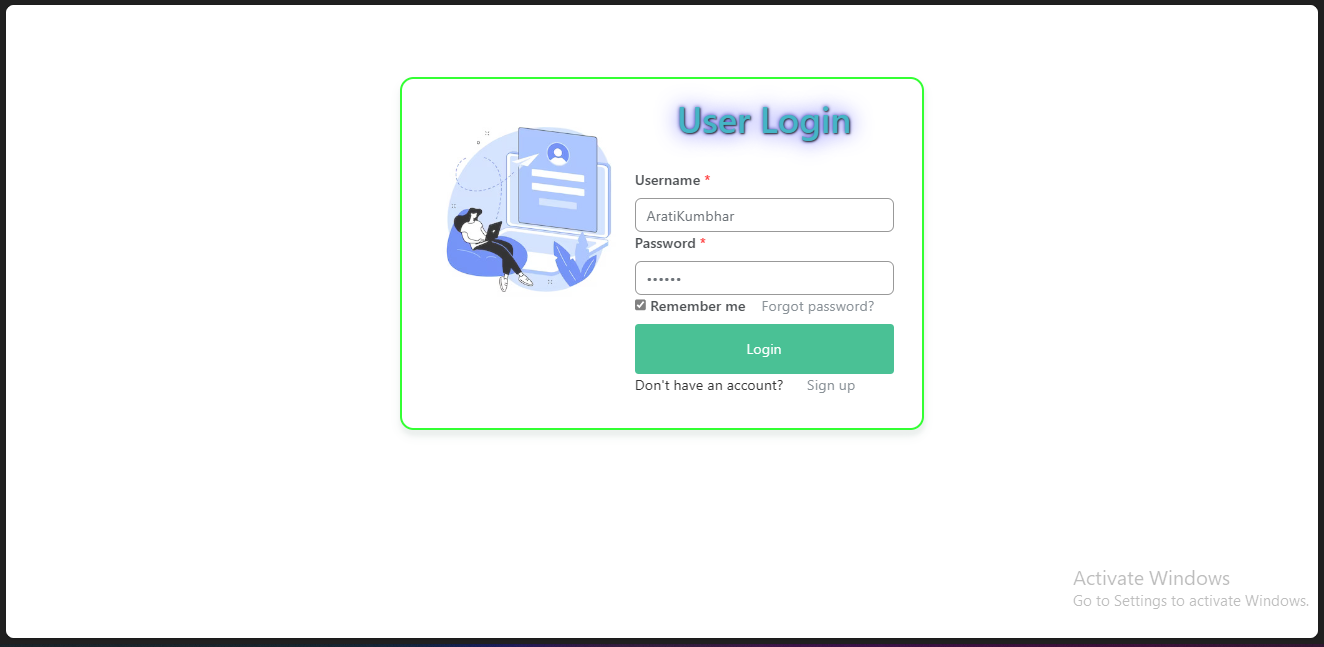 User Login
Username *
AratiKumbhar
Password *
••••••
Remember me Forgot password?
Login
Don't have an account? Sign up
Activate Windows
Go to Settings to activate Windows.